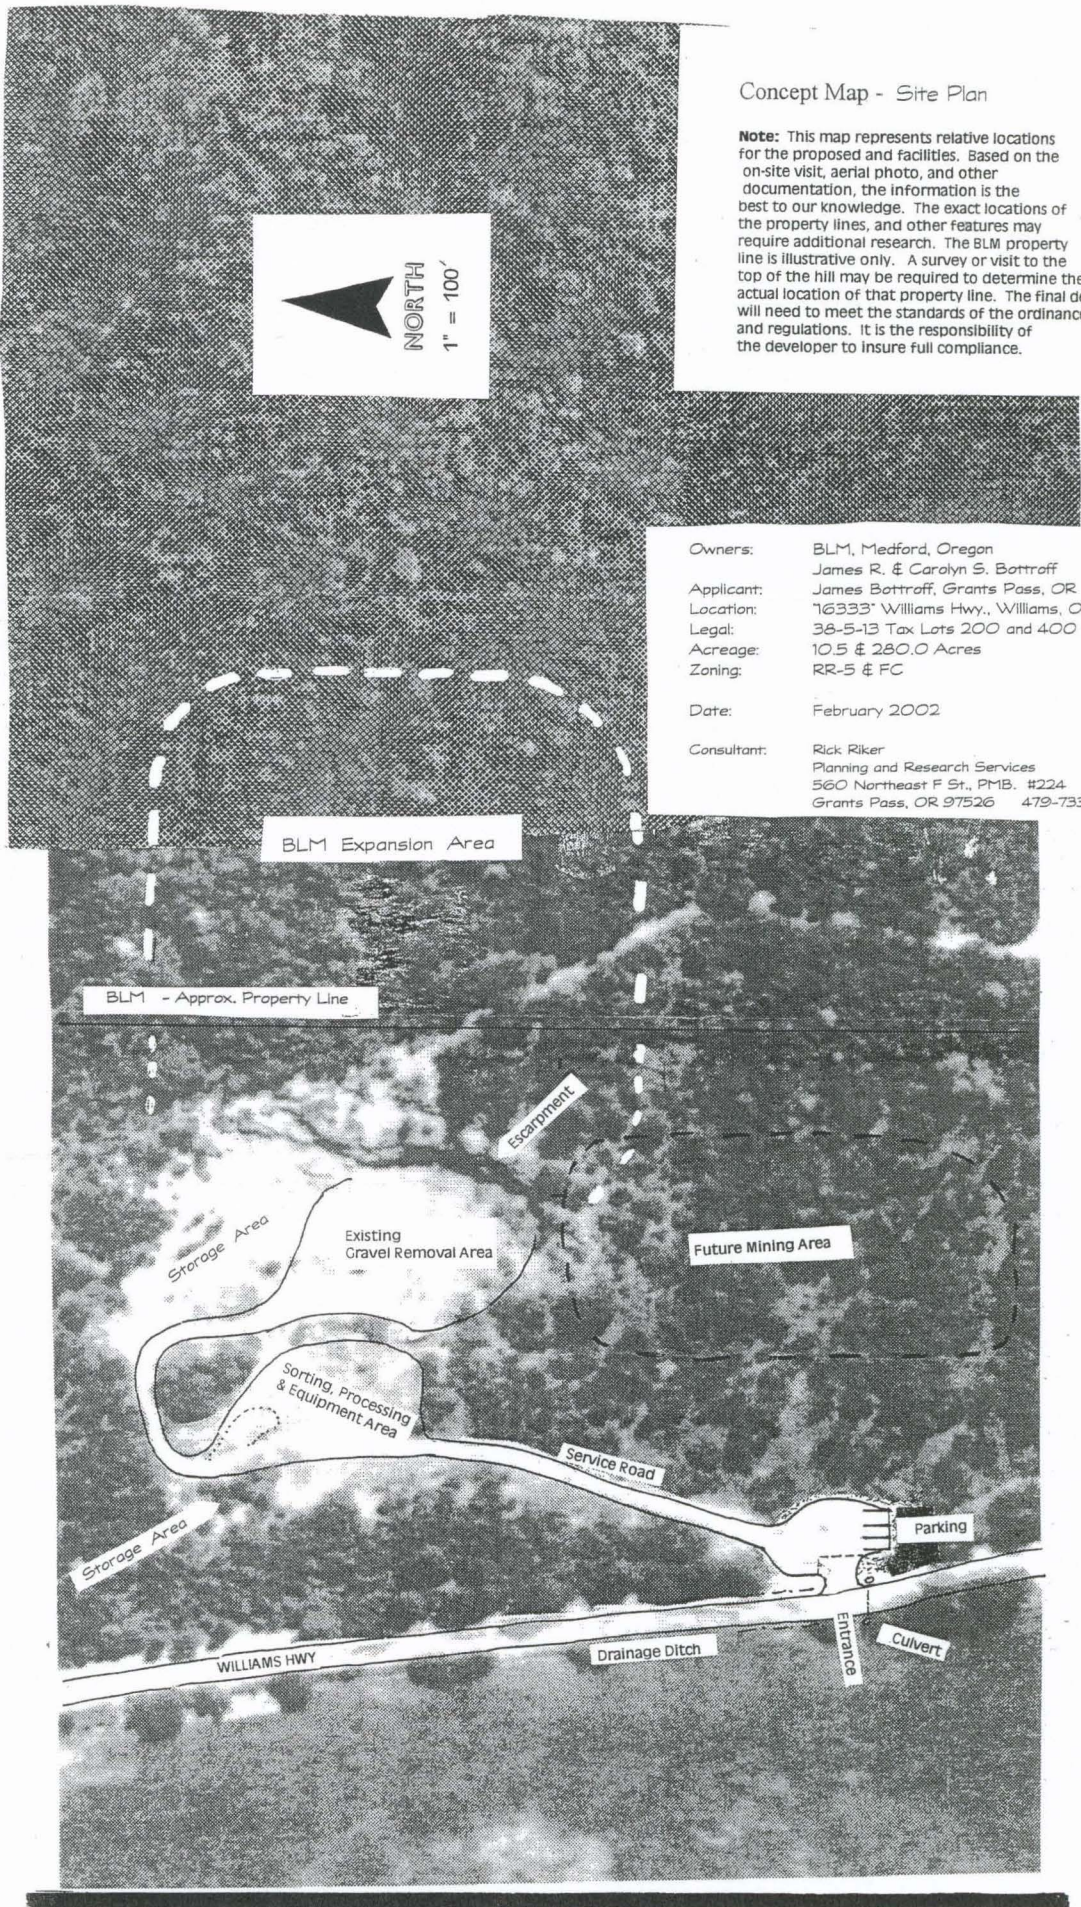 Concept Map - Site Plan
Note: This map represents relative locations
for the proposed and facilities. Based on the
on-site visit, aerial photo, and other
documentation, the information is the
best to our knowledge. The exact locations of
the property lines, and other features may
require additional research. The BLM property
line is illustrative only. A survey or visit to the
top of the hill may be required to determine the
actual location of that property line. The final
will need to meet the standards of the
and regulations. It is the responsibility of
the developer to insure full compliance.
NORTH
1" = 100'
Owners: BLM, Medford, Oregon
James R. & Carolyn S. Bottroff
Applicant: James Bottroff, Grants Pass, OR
Location: "16333" Williams Hwy., Williams,
Legal: 38-5-13 Tax Lots 200 and 400
Acreage: 10.5 & 280.0 Acres
Zoning: RR-5 & FC
Date: February 2002
Consultant: Rick Riker
Planning and Research Services
560 Northeast F St., PMB. #224
Grants Pass, OR 97526
BLM Expansion Area
BLM - Approx. Property Line
Escarpment
Storage Area
Existing
Gravel Removal Area
Future Mining Area
Sorting, Processing
& Equipment Area
Service Road
Storage Area
Parking
Entrance
Culvert
Drainage Ditch
WILLIAMS HWY